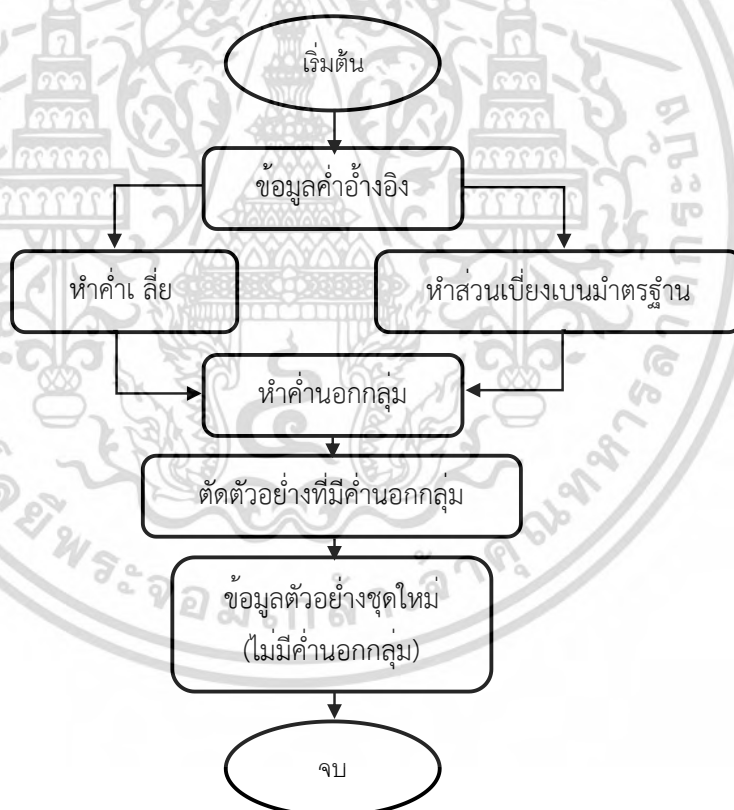 เริ่มต้น
ข้อมูลค่ำอ้ำงอิง
หำค่ำเ ลี่ย
หำส่วนเบี่ยงเบนมำตรฐำน
หำค่ำนอกกลุ่ม
ตัดตัวอย่ำงที่มีค่ำนอกกลุ่ม
ข้อมูลตัวอย่ำงชุดใหม่
(ไม่มีค่ำนอกกลุ่ม)
จบ